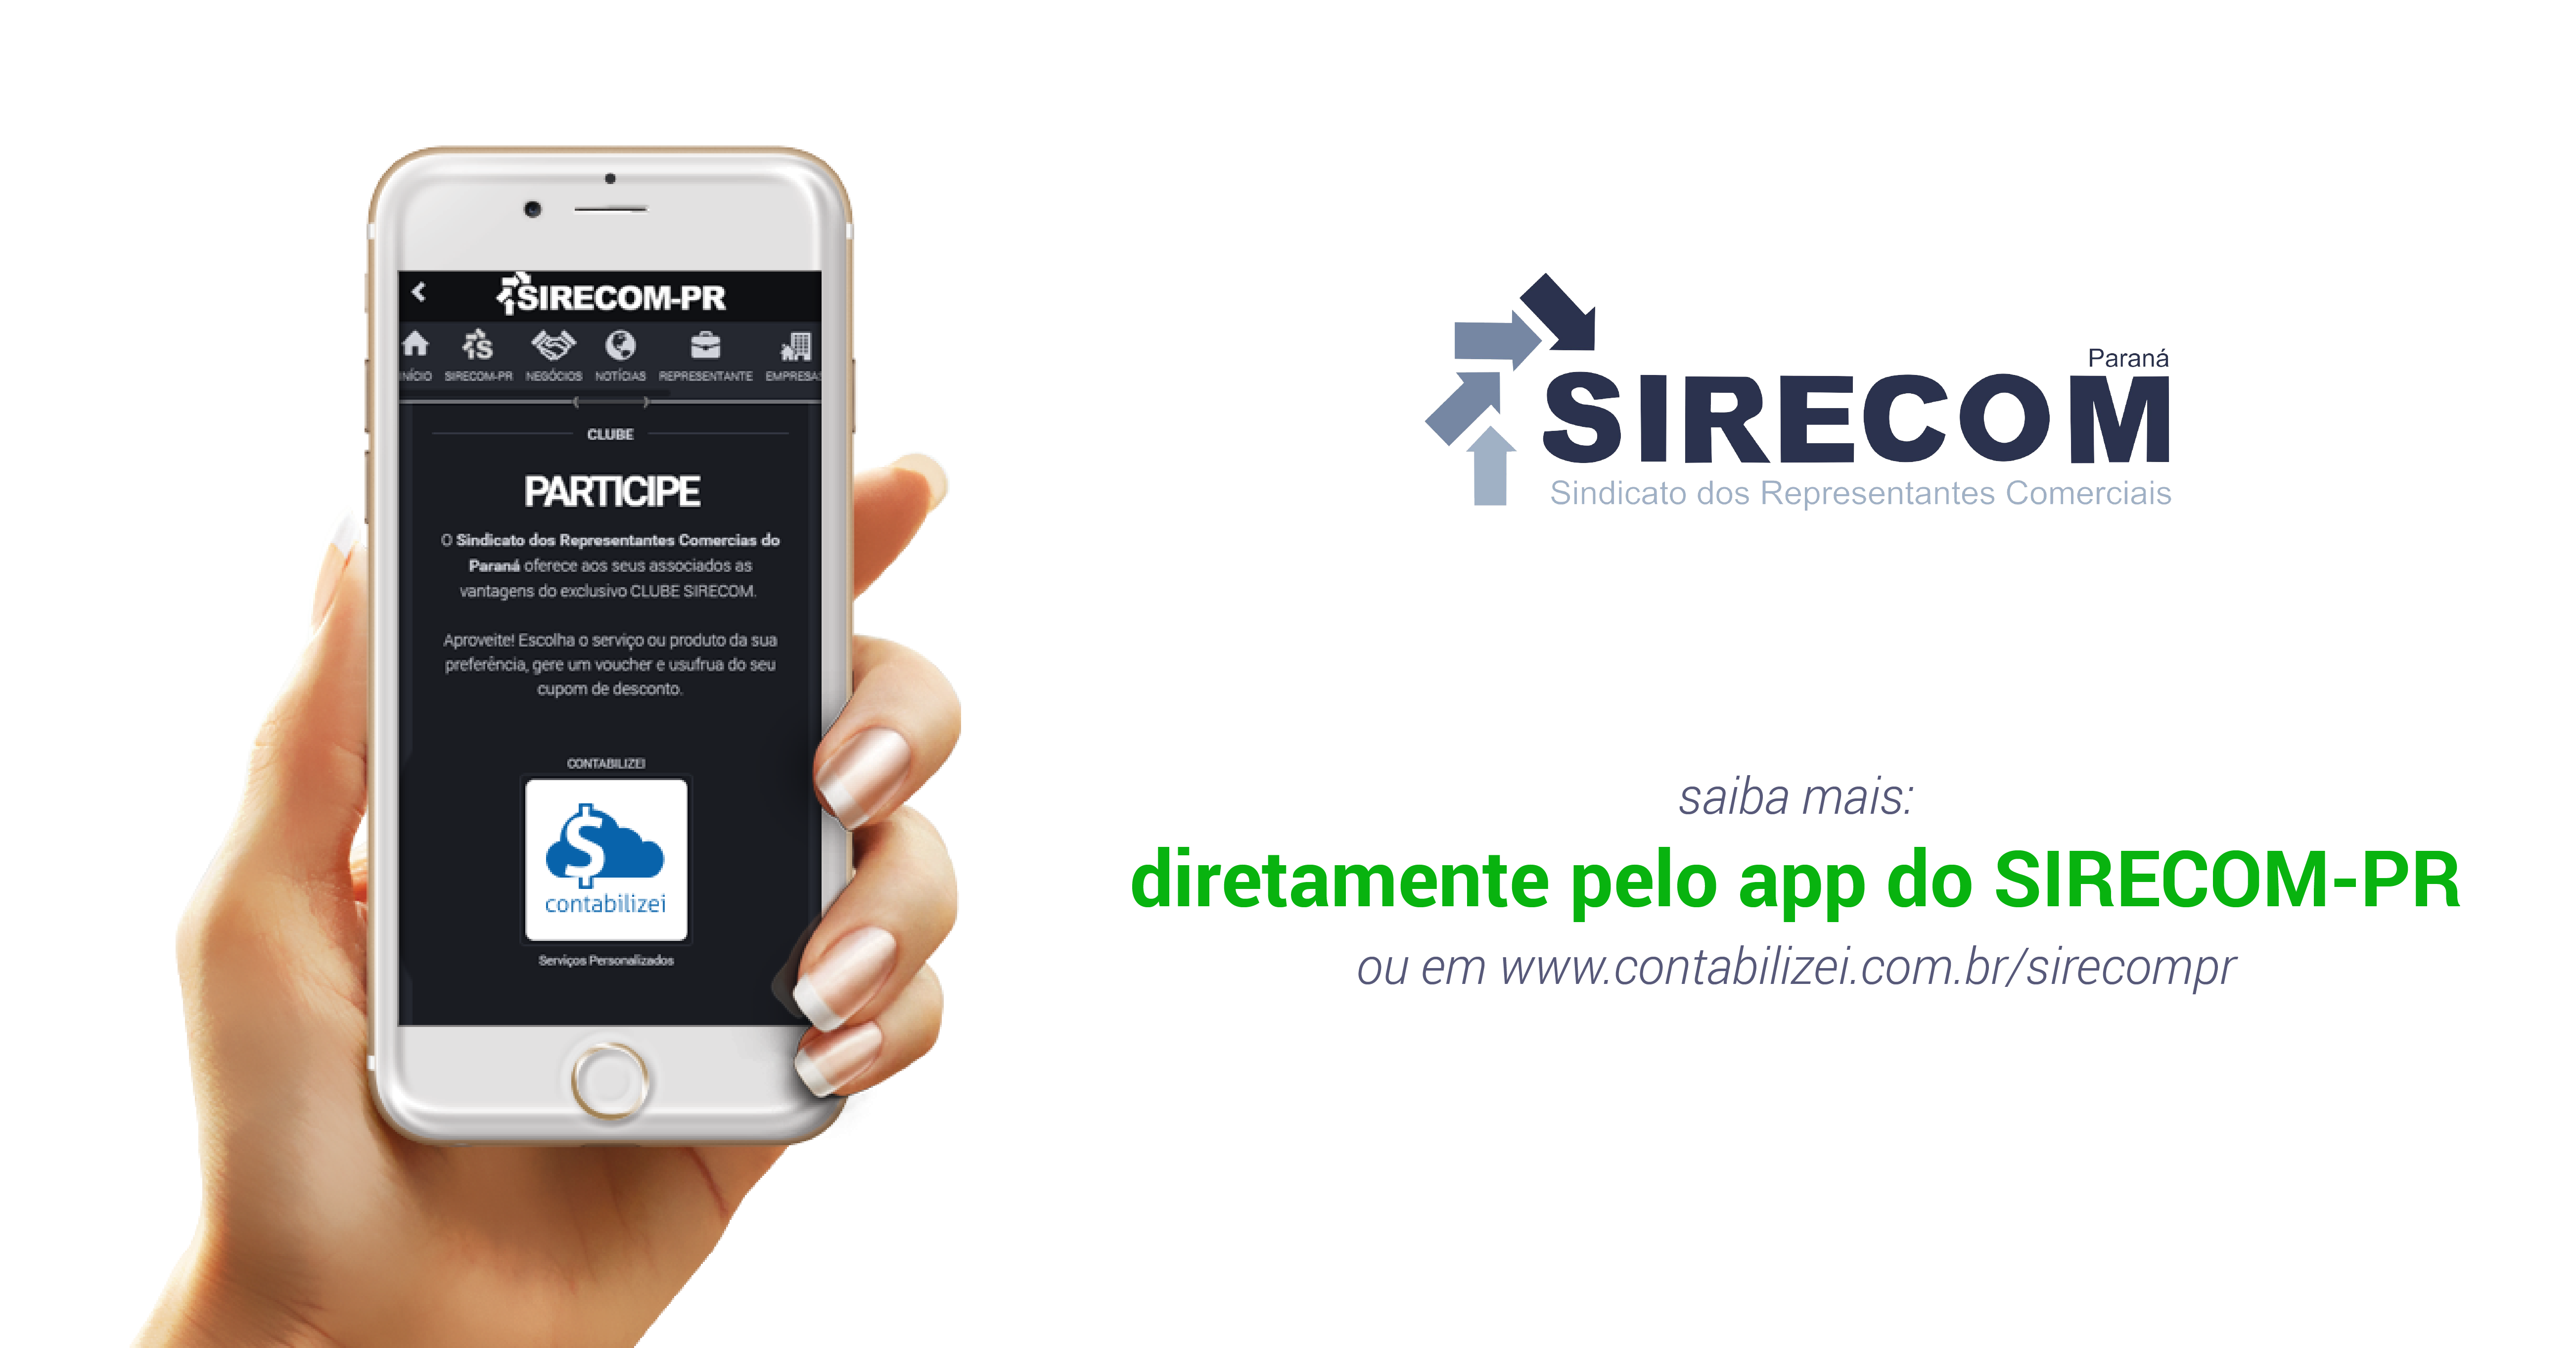 SIRECOM-PR
INÍCIO SIRECOM-PR NEGÓCIOS NOTÍCIAS REPRESENTANTE EMPRESAS
CLUBE
PARTICIPE
O Sindicato dos Representantes Comercias do
Paraná oferece aos seus associados as
vantagens do exclusivo CLUBE SIRECOM.
Aproveite! Escolha o serviço ou produto da sua
preferência, gere um voucher e usufrua do seu
cupom de desconto.
CONTABILIZEI
contabilizei
Serviços Personalizados
Paraná
SIRECOM
Sindicato dos Representantes Comerciais
saiba mais:
diretamente pelo app do SIRECOM-PR
ou em www.contabilizei.com.br/sirecompr